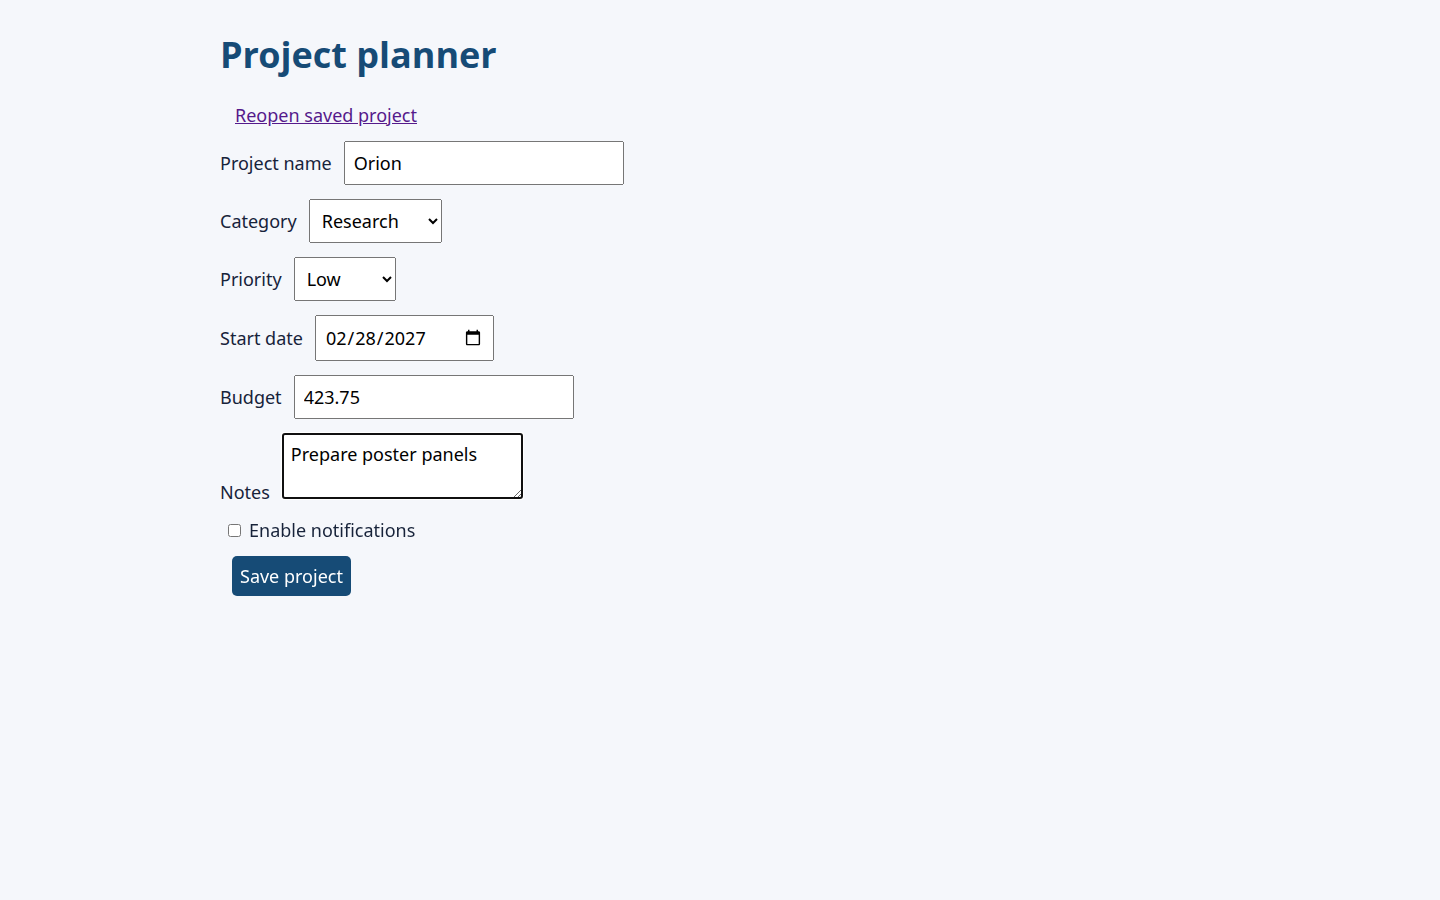 Project planner
Reopen saved project
Project name Orion
Category Research
Priority Low
Start date 02/28/2027
Budget 423.75
Notes Prepare poster panels
Enable notifications
Save project